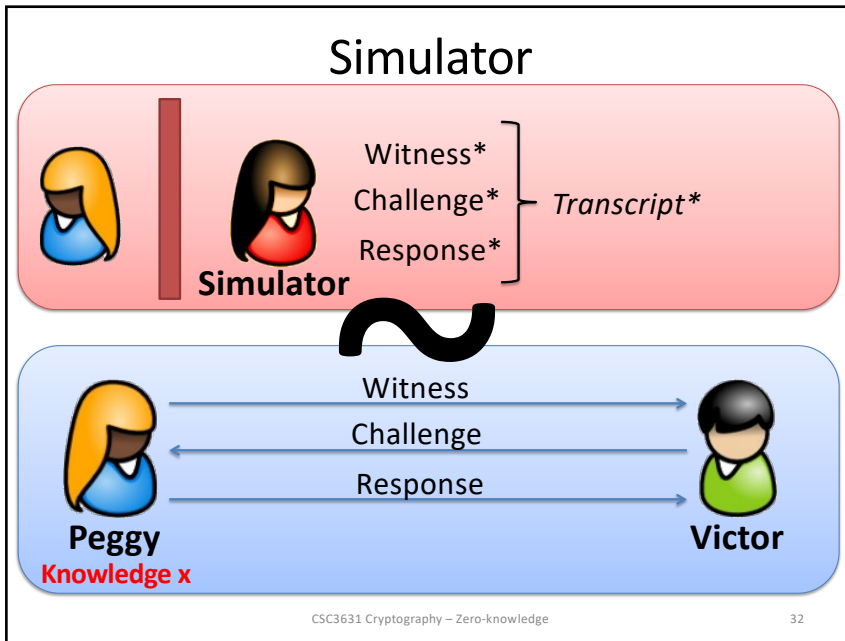 Simulator
Witness*
Challenge*
Response*
Transcript*
Simulator
~
Witness
Challenge
Response
Peggy
Knowledge x
Victor
CSC3631 Cryptography – Zero-knowledge
32